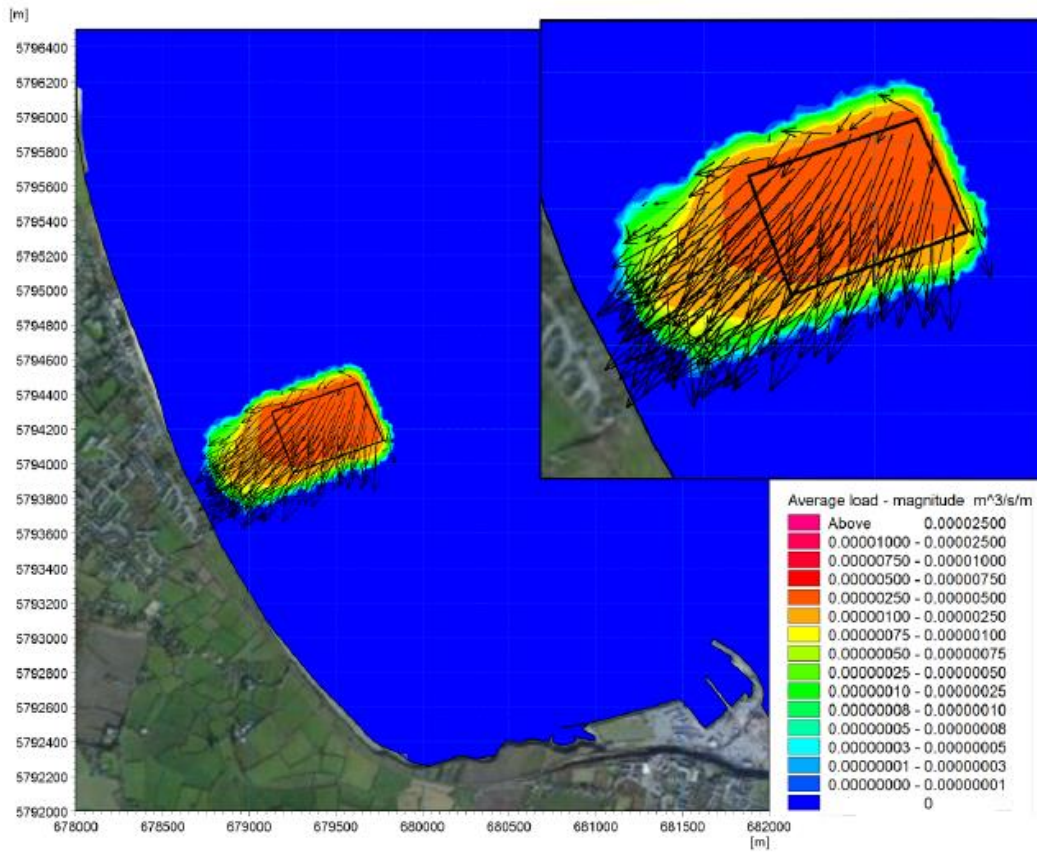 [m]
5796400
5796200
5796000
5795800
5795600
5795400
5795200
5795000
5794800
5794600
5794400
5794200
5794000
5793800
5793600
5793400
5793200
5793000
5792800
5792600
5792400
5792200
5792000
678000 678500 679000 679500 680000 680500 681000 681500 682000
[m]
Average load - magnitude m^3/s/m
Above 0.00002500
0.00001000 - 0.00002500
0.00000750 - 0.00001000
0.00000500 - 0.00000750
0.00000250 - 0.00000500
0.00000100 - 0.00000250
0.00000075 - 0.00000100
0.00000050 - 0.00000075
0.00000025 - 0.00000050
0.00000010 - 0.00000025
0.00000008 - 0.00000010
0.00000005 - 0.00000008
0.00000003 - 0.00000005
0.00000001 - 0.00000003
0.00000000 - 0.00000001
0